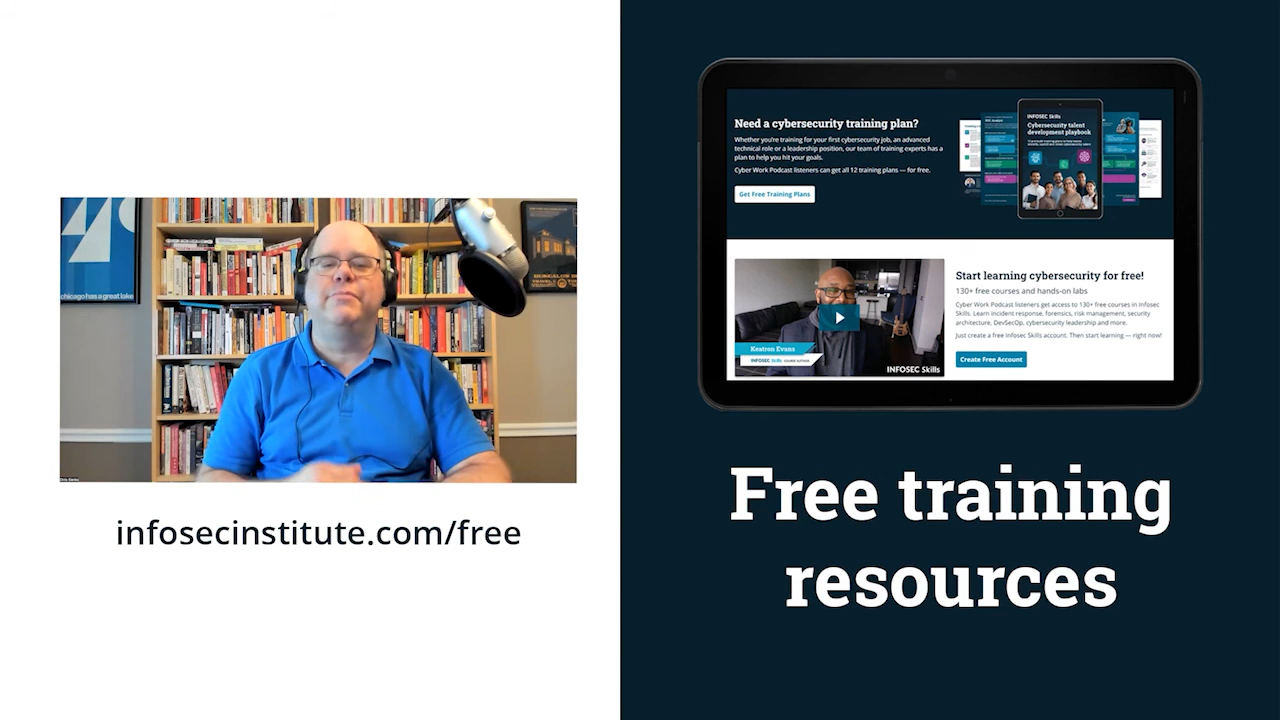 chicago has a great lake
infosecinstitute.com/free
Need a cybersecurity training plan?
Whether you're training for your first cybersecurity job, an advanced
technical role or a leadership position, our team of training experts has a
plan to help you hit your goals.
Cyber Work Podcast listeners can get all 12 training plans — for free.
Get Free Training Plans
INFOSEC Skills
Cybersecurity talent
development playbook
Keatron Evans
INFOSEC Skills COURSE AUTHOR
INFOSEC Skills
Start learning cybersecurity for free!
130+ free courses and hands-on labs
Cyber Work Podcast listeners get access to 130+ free courses in Infosec
Skills. Learn incident response, forensics, risk management, security
architecture, DevSecOp, cybersecurity leadership and more.
Just create a free Infosec Skills account. Then start learning — right now!
Create Free Account
Free training
resources